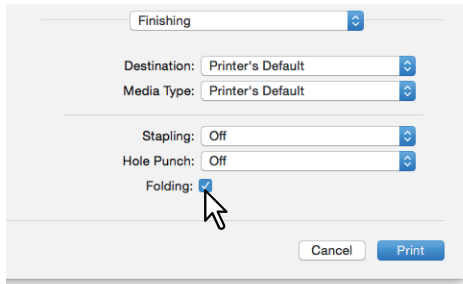 Finishing
Destination: Printer's Default
Media Type: Printer's Default
Stapling: Off
Hole Punch: Off
Folding:
Cancel Print